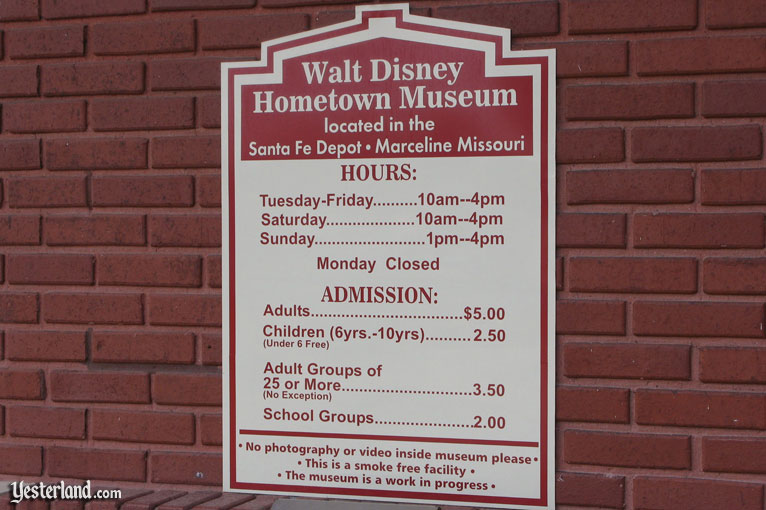 Walt Disney
Hometown Museum
located in the
Santa Fe Depot • Marceline Missouri
HOURS:
Tuesday-Friday..........10am--4pm
Saturday....................10am--4pm
Sunday.........................1pm--4pm
Monday Closed
ADMISSION:
Adults..................................$5.00
Children (6yrs.-10yrs)..........2.50
(Under 6 Free)
Adult Groups of
25 or More.............................3.50
(No Exception)
School Groups......................2.00
• No photography or video inside museum please •
• This is a smoke free facility •
• The museum is a work in progress •
Yesterland.com